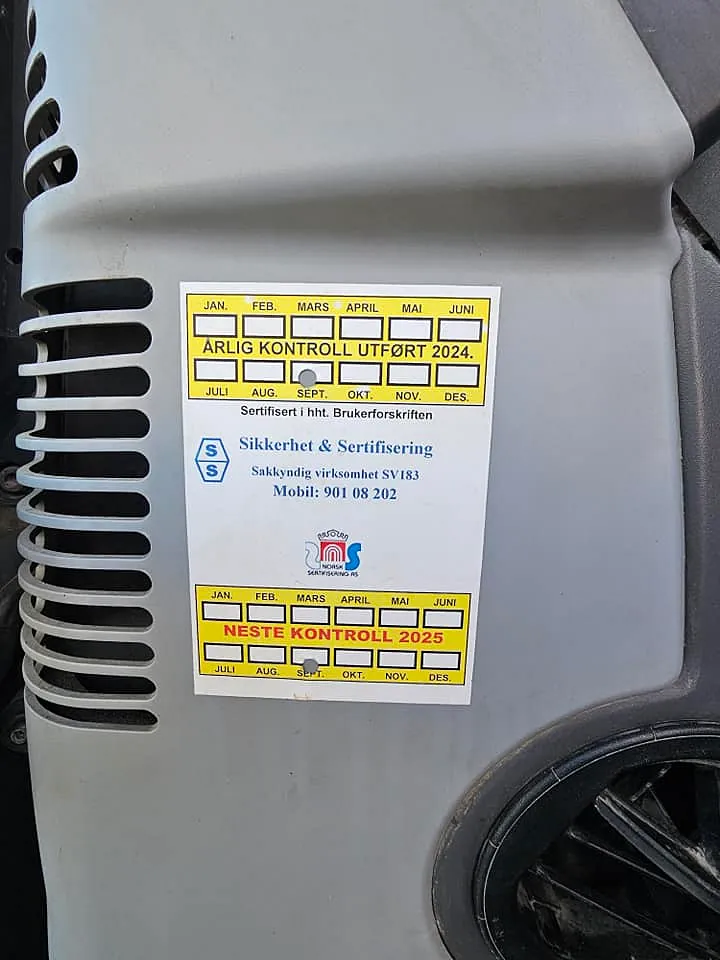 JAN. FEB. MARS APRIL MAI JUNI
ÅRLIG KONTROLL UTFØRT 2024.
JULI AUG. SEPT. OKT. NOV. DES.
Sertifisert i hht. Brukerforskriften
S
S
Sikkerhet & Sertifisering
Sakkyndig virksomhet SV183
Mobil: 901 08 202
NORSK
SERTIFISERING AS
JAN. FEB. MARS APRIL MAI JUNI
NESTE KONTROLL 2025
JULI AUG. SEPT. OKT. NOV. DES.